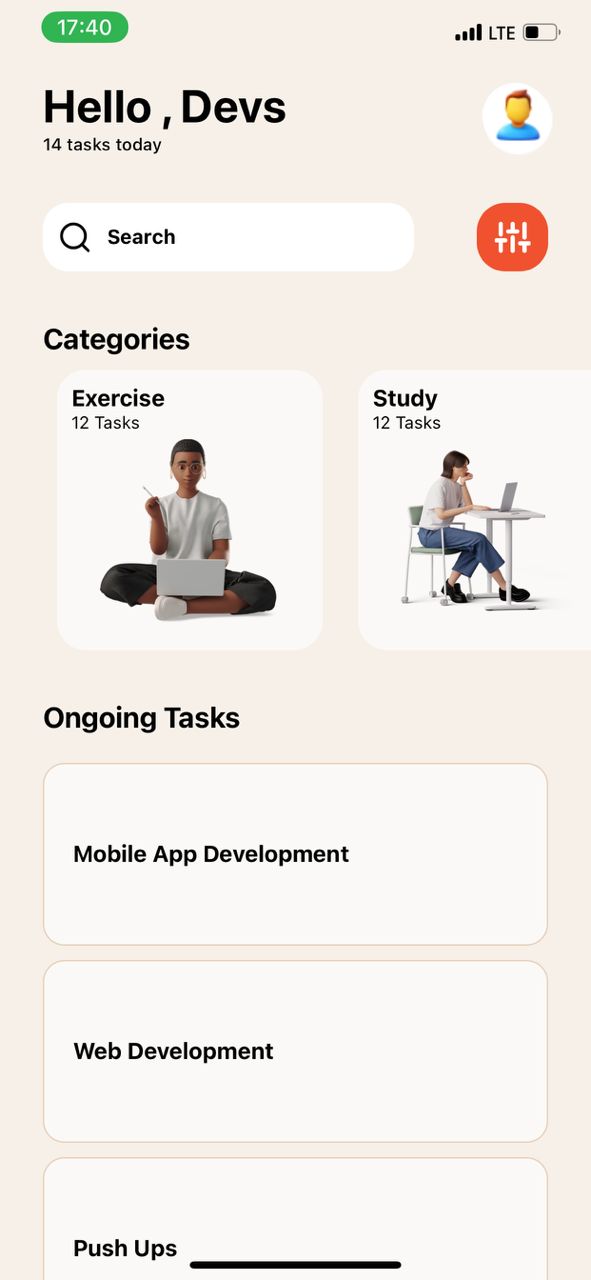 17:40
LTE
Hello , Devs
14 tasks today
Search
Categories
Exercise
12 Tasks
Study
12 Tasks
Ongoing Tasks
Mobile App Development
Web Development
Push Ups